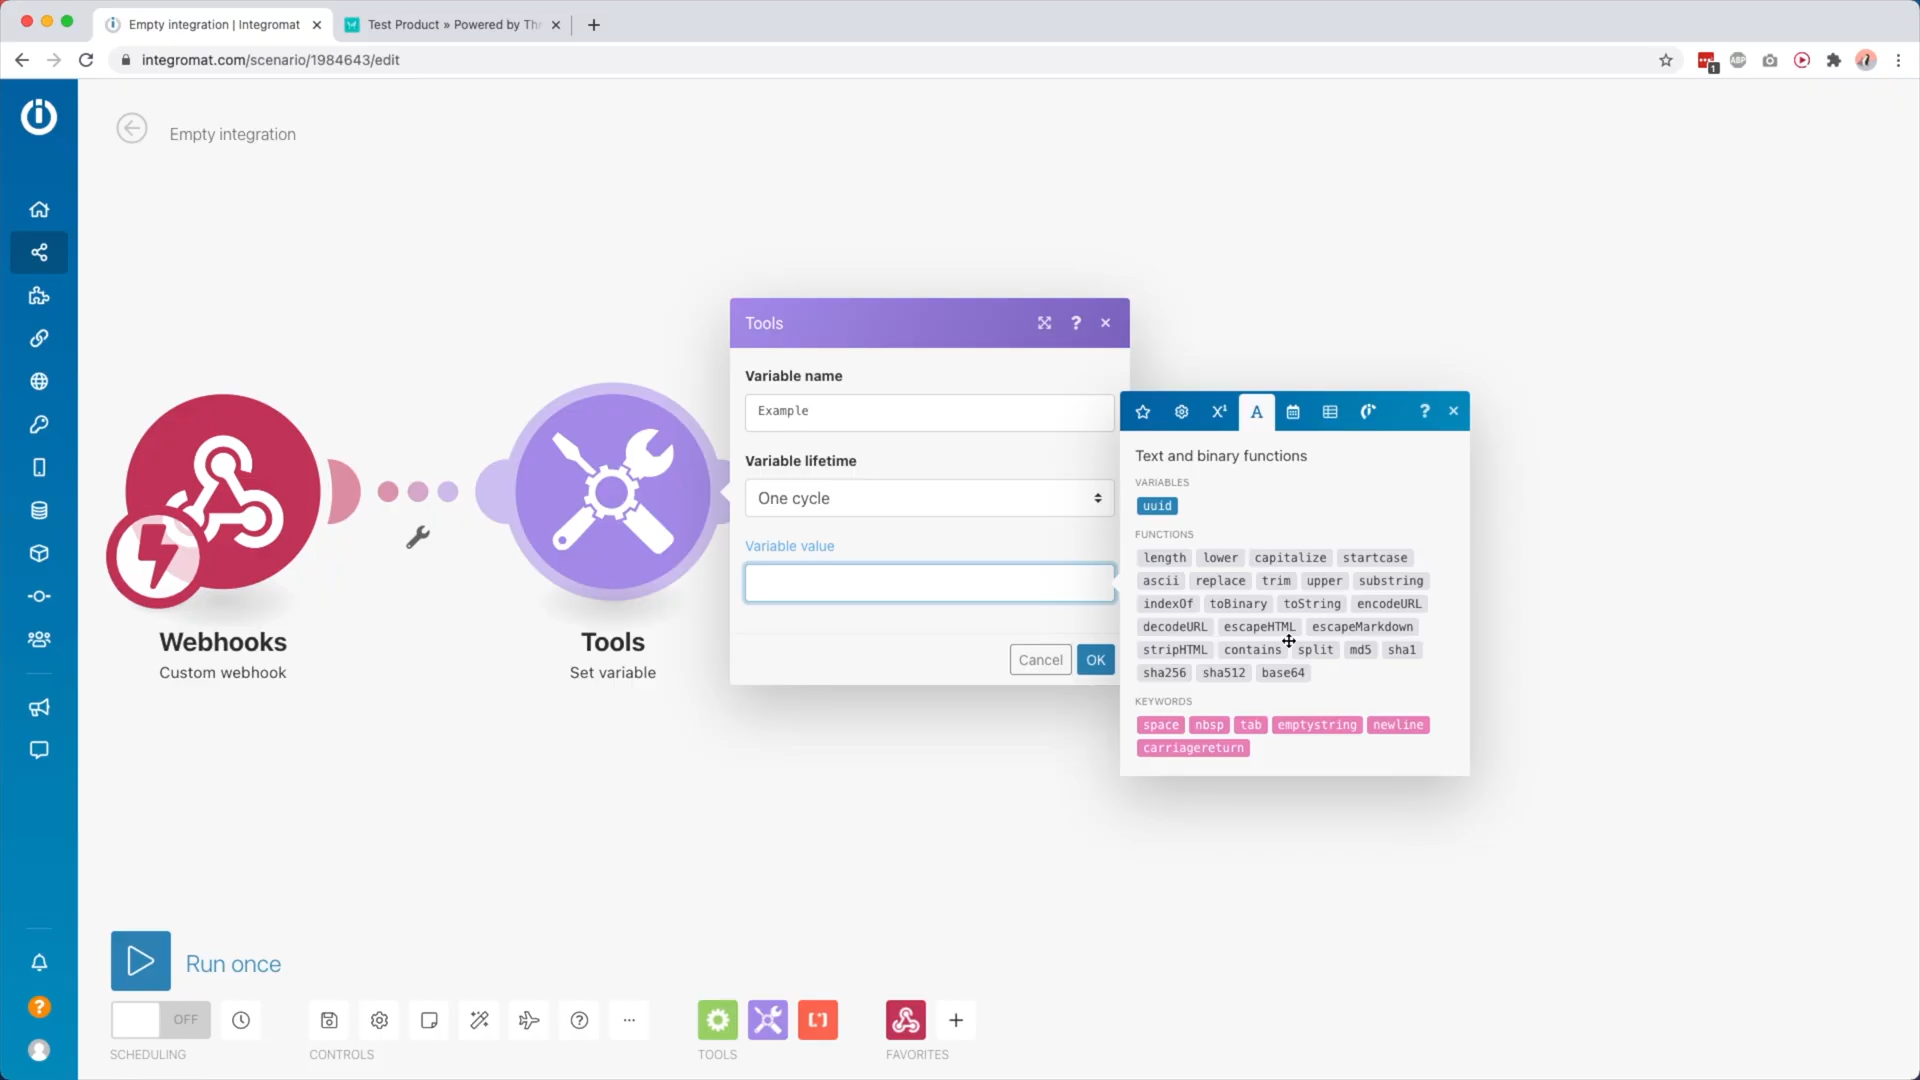 Empty integration | Integromat
Test Product » Powered by Thr
integromat.com/scenario/1984643/edit
1
ABP
Empty integration
Tools
Variable name
Example
Variable lifetime
One cycle
Variable value
Cancel
OK
Text and binary functions
VARIABLES
uuid
FUNCTIONS
length lower capitalize startcase
ascii replace trim upper substring
indexOf toBinary toString encodeURL
decodeURL escapeHTML escapeMarkdown
stripHTML contains split md5 sha1
sha256 sha512 base64
KEYWORDS
space nbsp tab emptystring newline
carriagereturn
Webhooks
Custom webhook
Tools
Set variable
Run once
OFF
SCHEDULING
CONTROLS
TOOLS
FAVORITES